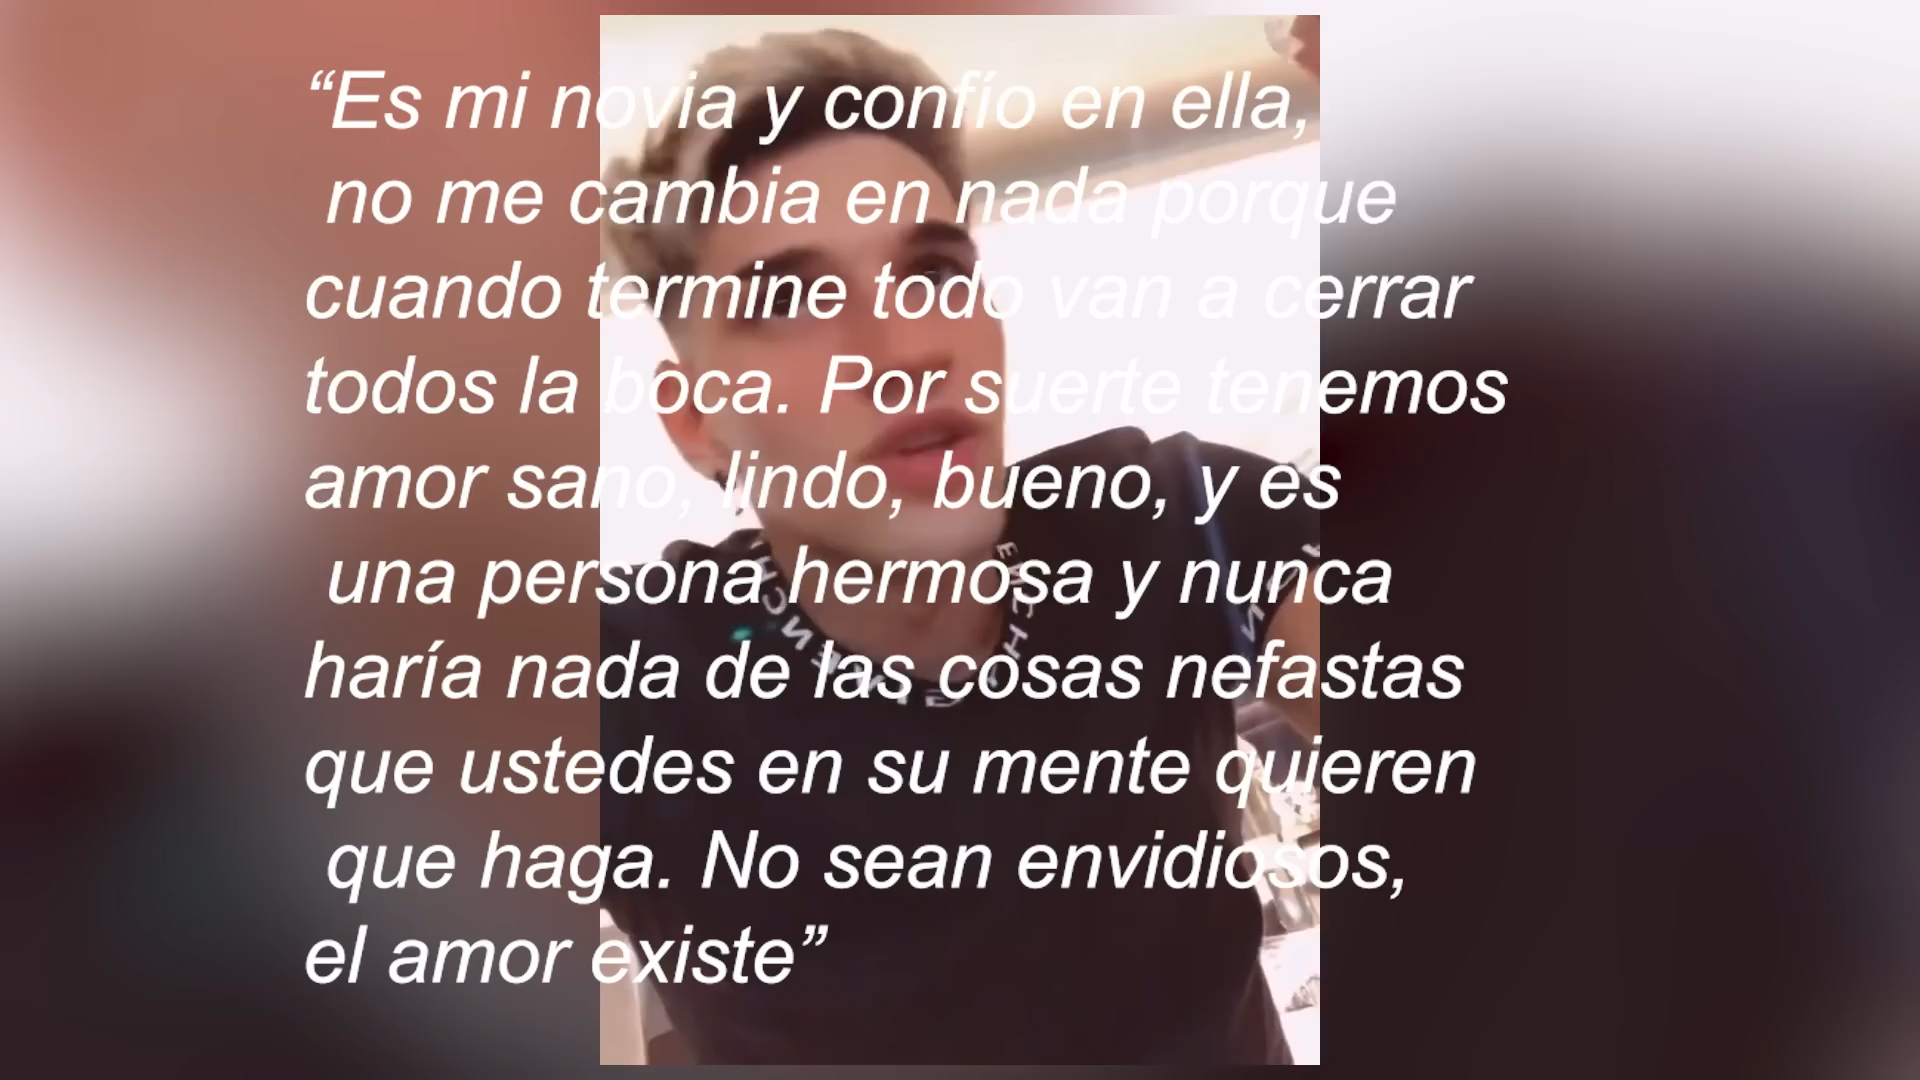 “Es mi novia y confío en ella,
no me cambia en nada porque
cuando termine todo van a cerrar
todos la boca. Por suerte tenemos
amor sano, lindo, bueno, y es
una persona hermosa y nunca
haría nada de las cosas nefastas
que ustedes en su mente quieren
que haga. No sean envidiosos,
el amor existe”